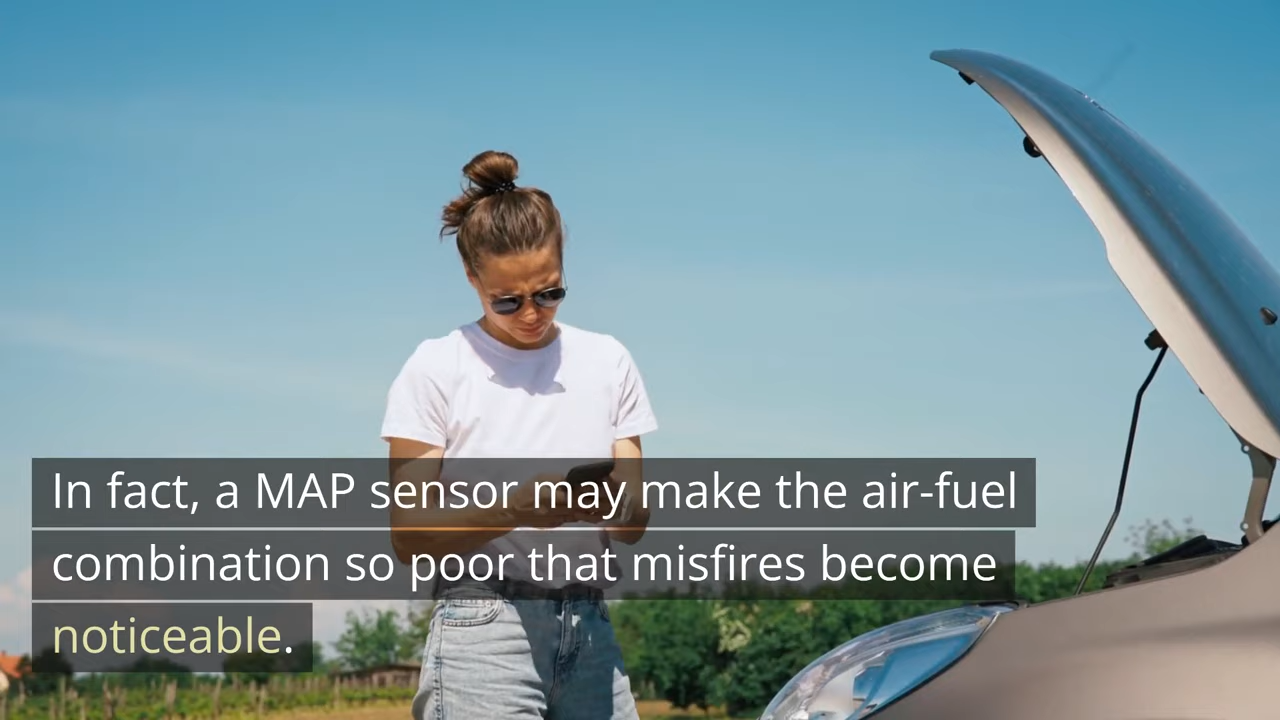 In fact, a MAP sensor may make the air-fuel
combination so poor that misfires become
noticeable.